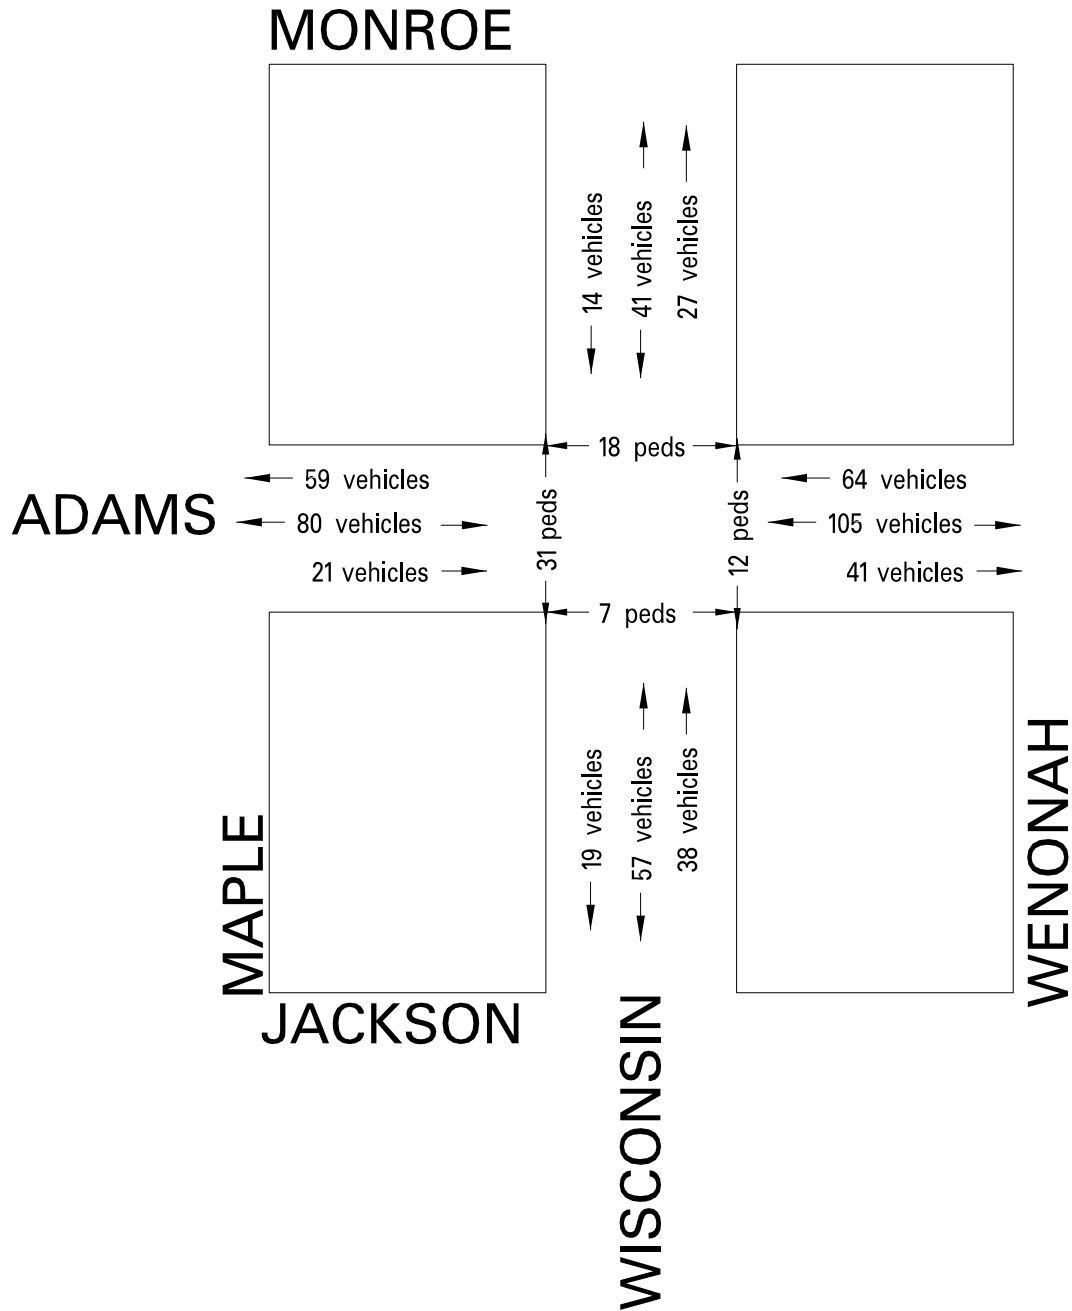 MONROE
14 vehicles
41 vehicles
27 vehicles
18 peds
59 vehicles
64 vehicles
ADAMS
80 vehicles
31 peds
12 peds
105 vehicles
21 vehicles
41 vehicles
7 peds
19 vehicles
57 vehicles
38 vehicles
MAPLE
WENONAH
JACKSON
WISCONSIN